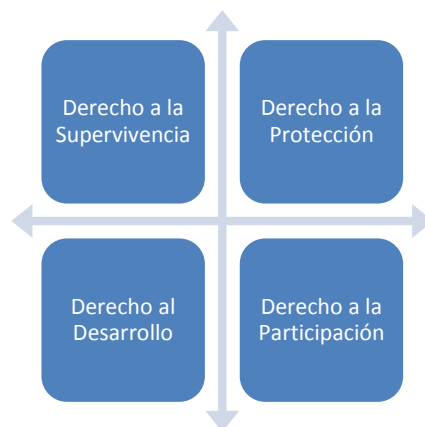 Derecho a la
Supervivencia
Derecho a la
Protección
Derecho al
Desarrollo
Derecho a la
Participación